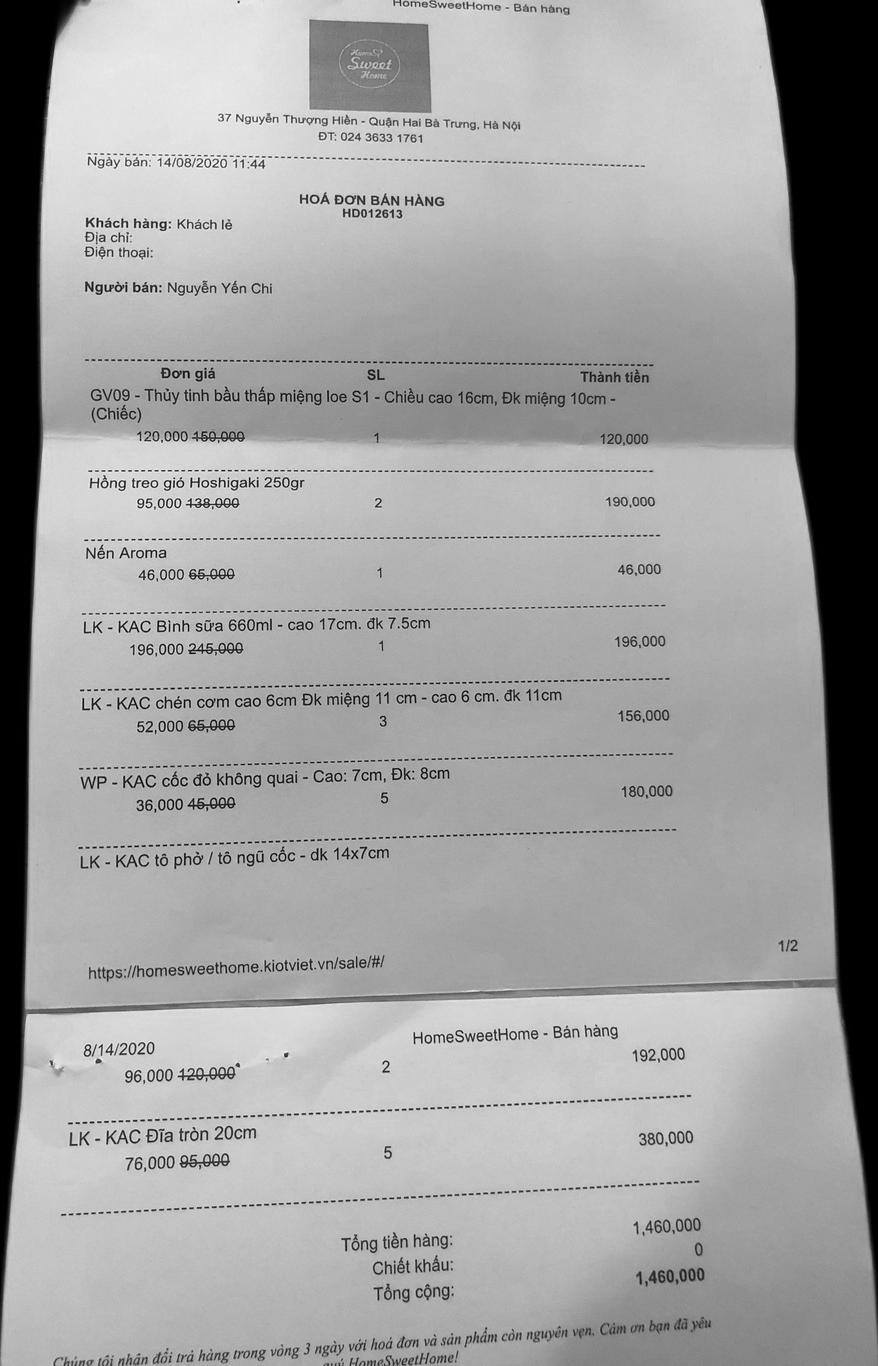 HomeSweetHome - Bán hàng
Home
Sweet
Home
37 Nguyễn Thượng Hiền - Quận Hai Bà Trưng, Hà Nội
ĐT: 024 3633 1761
Ngày bán: 14/08/2020 11:44
HOÁ ĐƠN BÁN HÀNG
HD012613
Khách hàng: Khách lẻ
Địa chỉ:
Điện thoại:
Người bán: Nguyễn Yến Chi
Đơn giá SL Thành tiền
GV09 - Thủy tinh bầu thấp miệng loe S1 - Chiều cao 16cm, Đk miệng 10cm -
(Chiếc)
120,000 150,000 1 120,000
Hồng treo gió Hoshigaki 250gr
95,000 138,000 2 190,000
Nến Aroma
46,000 65,000 1 46,000
LK - KAC Bình sữa 660ml - cao 17cm. đk 7.5cm
196,000 245,000 1 196,000
LK - KAC chén cơm cao 6cm Đk miệng 11 cm - cao 6 cm. đk 11cm
52,000 65,000 3 156,000
WP - KAC cốc đỏ không quai - Cao: 7cm, Đk: 8cm
36,000 45,000 5 180,000
LK - KAC tô phở / tô ngũ cốc - dk 14x7cm
https://homesweethome.kiotviet.vn/sale/#/ 1/2
8/14/2020 HomeSweetHome - Bán hàng
96,000 120,000 2 192,000
LK - KAC Đĩa tròn 20cm
76,000 95,000 5 380,000
Tổng tiền hàng: 1,460,000
Chiết khấu: 0
Tổng cộng: 1,460,000
Chúng tôi nhận đổi trả hàng trong vòng 3 ngày với hoá đơn và sản phẩm còn nguyên vẹn. Cảm ơn bạn đã yêu
quý HomeSweetHome!